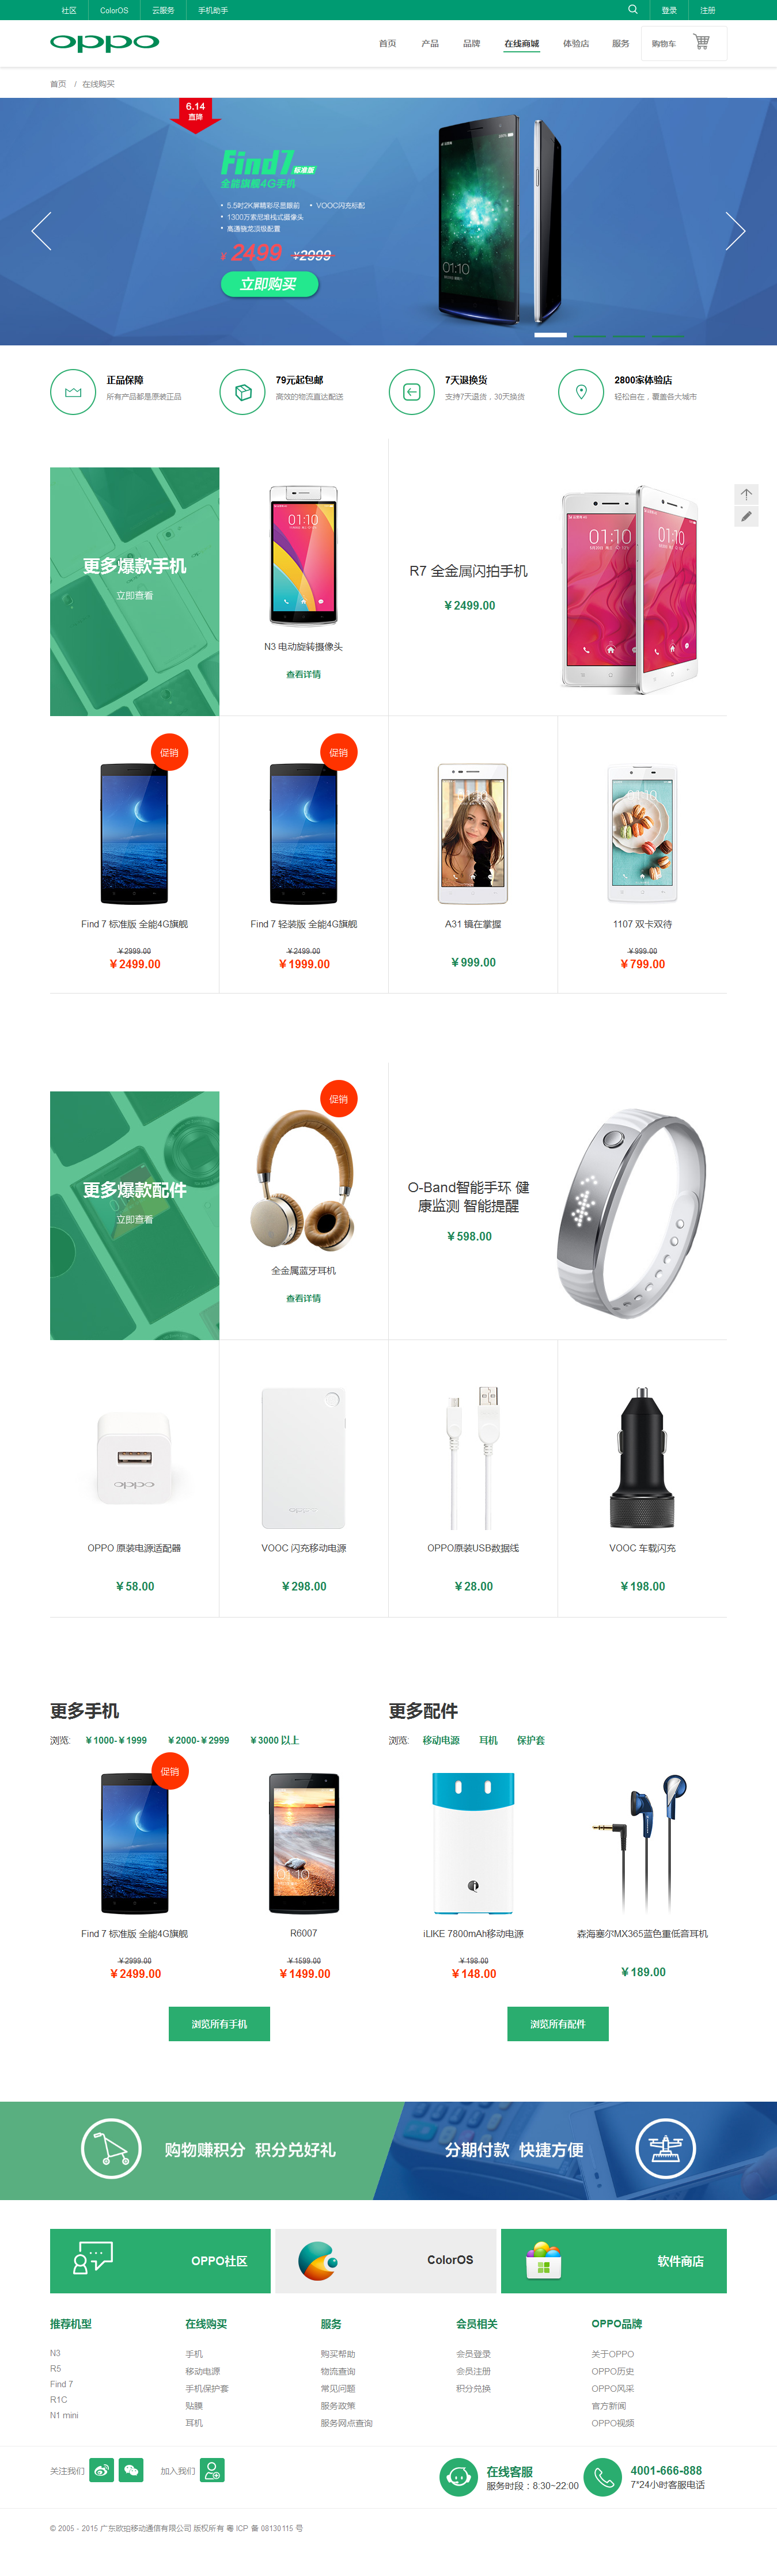 社区 ColorOS 云服务 手机助手 登录 注册
oppo 首页 产品 品牌 在线商城 体验店 服务 购物车
首页 / 在线购买
6.14
直降
Find7 标准版
全能旗舰4G手机
• 5.5吋2K屏精彩尽显眼前 • VOOC闪充标配
• 1300万索尼堆栈式摄像头
• 高通骁龙顶级配置
¥ 2499 ¥2999
立即购买
01:10
正品保障
所有产品都是原装正品
79元起包邮
高效的物流直达配送
7天退换货
支持7天退货，30天换货
2800家体验店
轻松自在，覆盖各大城市
更多爆款手机
立即查看
01:10
N3 电动旋转摄像头
查看详情
R7 全金属闪拍手机
￥2499.00
01:10
01:10
促销
Find 7 标准版 全能4G旗舰
￥2999.00
￥2499.00
促销
Find 7 轻装版 全能4G旗舰
￥2499.00
￥1999.00
01:10
A31 镜在掌握
￥999.00
01:10
1107 双卡双待
￥999.00
￥799.00
更多爆款配件
立即查看
促销
全金属蓝牙耳机
查看详情
O-Band智能手环 健
康监测 智能提醒
￥598.00
oppo
OPPO 原装电源适配器
￥58.00
oppo
VOOC 闪充移动电源
￥298.00
OPPO原装USB数据线
￥28.00
VOOC 车载闪充
￥198.00
更多手机
浏览: ￥1000-￥1999 ￥2000-￥2999 ￥3000 以上
促销
Find 7 标准版 全能4G旗舰
￥2999.00
￥2499.00
01:10
R6007
￥1599.00
￥1499.00
浏览所有手机
更多配件
浏览: 移动电源 耳机 保护套
iLIKE 7800mAh移动电源
￥198.00
￥148.00
森海塞尔MX365蓝色重低音耳机
￥189.00
浏览所有配件
购物赚积分 积分兑好礼
分期付款 快捷方便
OPPO社区
ColorOS
软件商店
推荐机型
N3
R5
Find 7
R1C
N1 mini
在线购买
手机
移动电源
手机保护套
贴膜
耳机
服务
购买帮助
物流查询
常见问题
服务政策
服务网点查询
会员相关
会员登录
会员注册
积分兑换
OPPO品牌
关于OPPO
OPPO历史
OPPO风采
官方新闻
OPPO视频
关注我们 加入我们
在线客服
服务时段：8:30~22:00
4001-666-888
7*24小时客服电话
© 2005 - 2015 广东欧珀移动通信有限公司 版权所有 粤 ICP 备 08130115 号